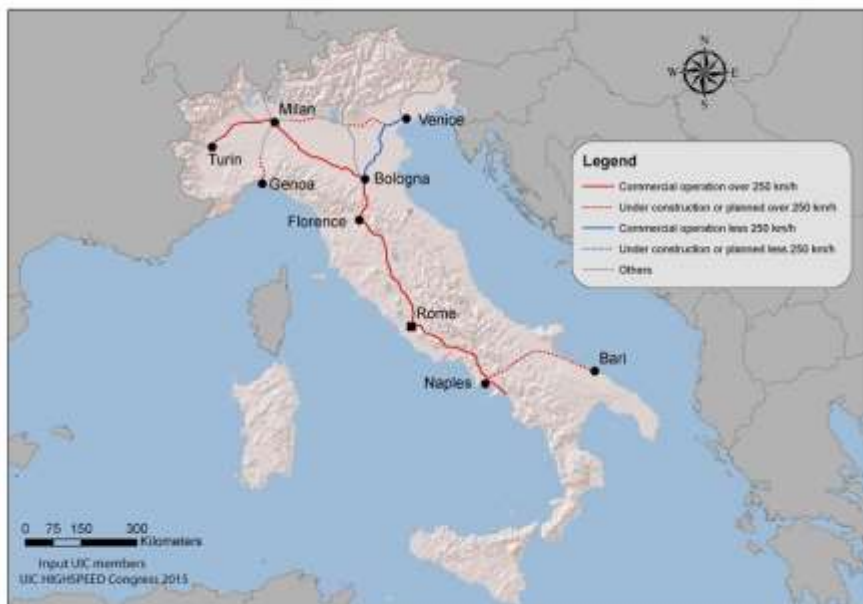 N
W E
S
Milan
Venice
Turin
Genoa
Bologna
Florence
Rome
Naples
Bari
Legend
Commercial operation over 250 km/h
Under construction or planned over 250 km/h
Commercial operation less 250 km/h
Under construction or planned less 250 km/h
Others
0 75 150 300
Kilometers
Input UIC members
UIC HIGHSPEED Congress 2015